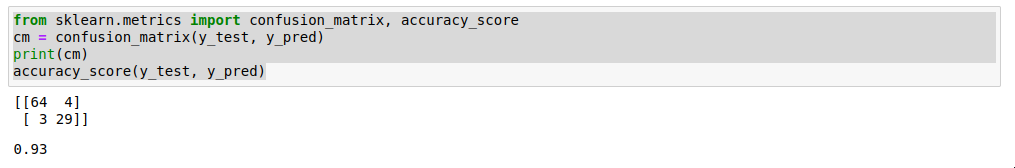 from sklearn.metrics import confusion_matrix, accuracy_score
cm = confusion_matrix(y_test, y_pred)
print(cm)
accuracy_score(y_test, y_pred)
[[64  4]
 [ 3 29]]
0.93